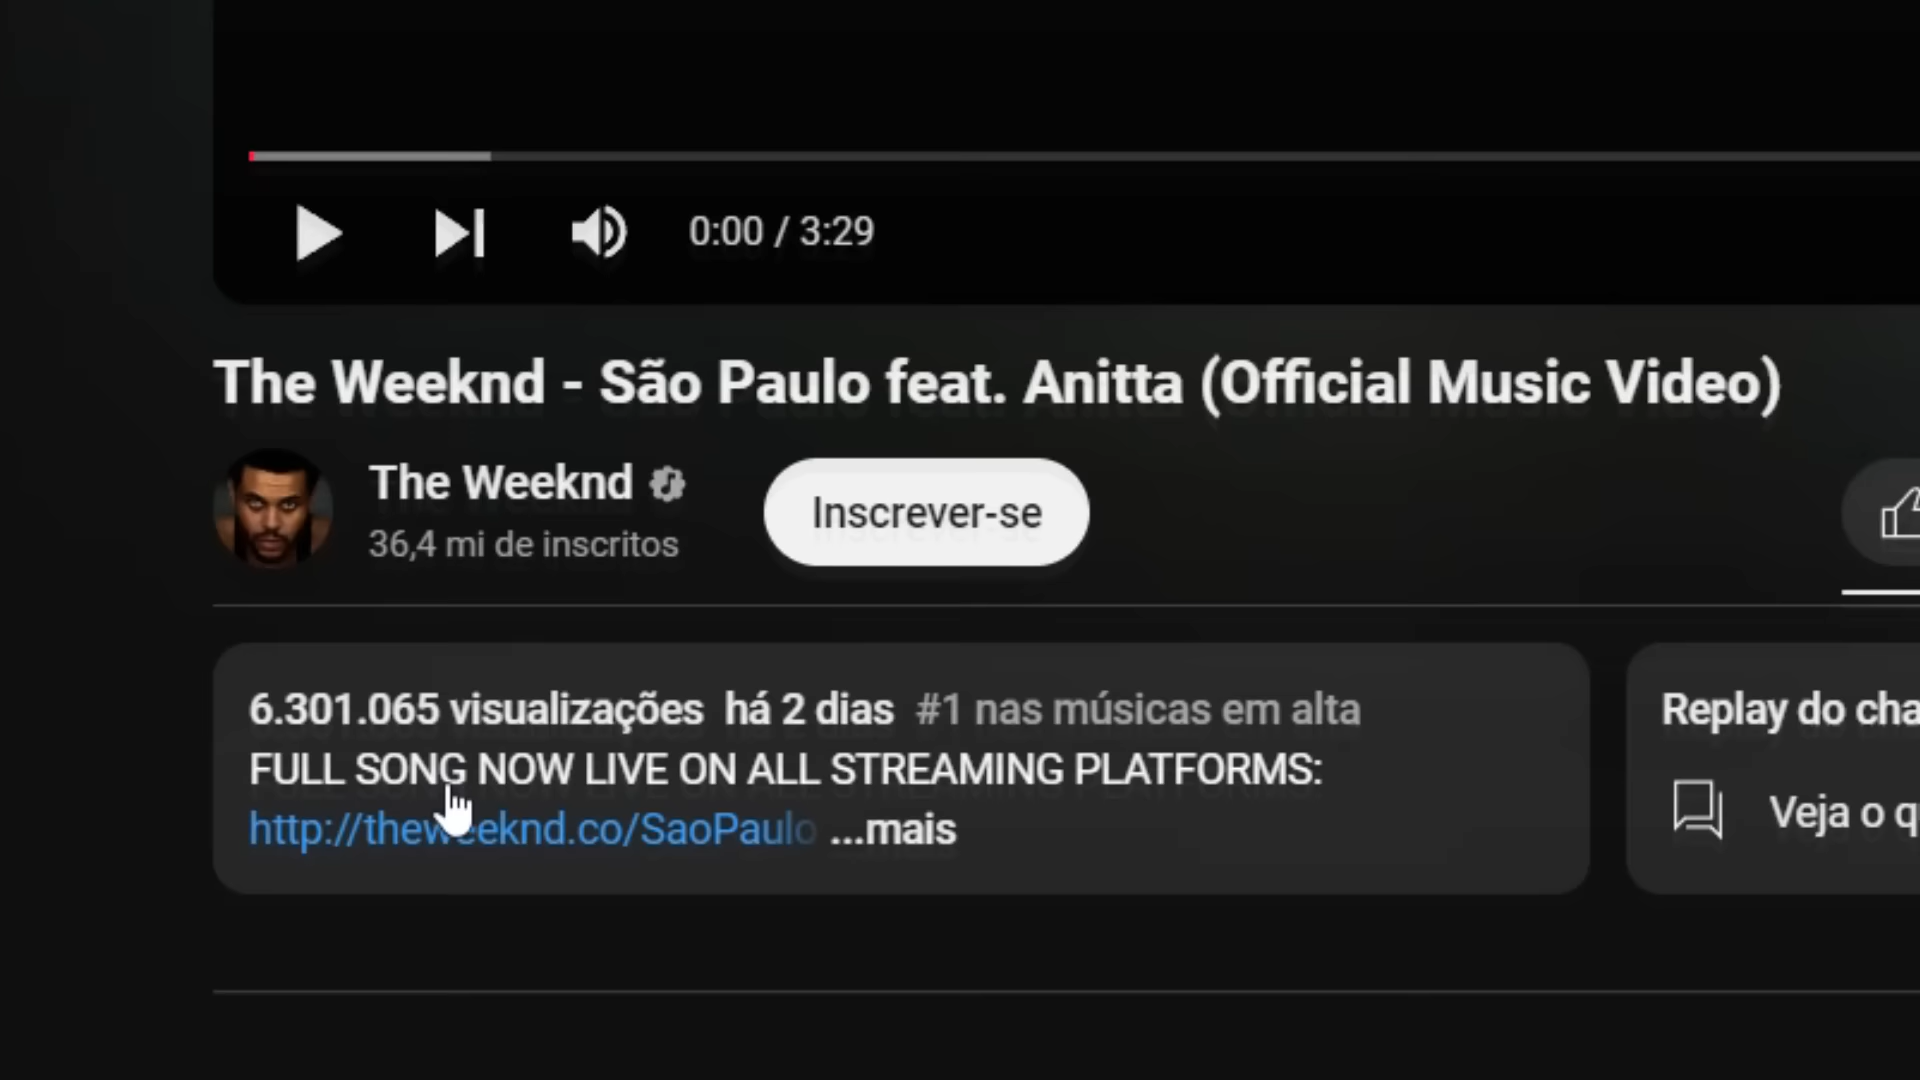 0:00 / 3:29
The Weeknd - São Paulo feat. Anitta (Official Music Video)
The Weeknd
36,4 mi de inscritos
Inscrever-se
6.301.065 visualizações há 2 dias #1 nas músicas em alta
FULL SONG NOW LIVE ON ALL STREAMING PLATFORMS:
http://theweeknd.co/SaoPaulo ...mais
Replay do cha
Veja o q